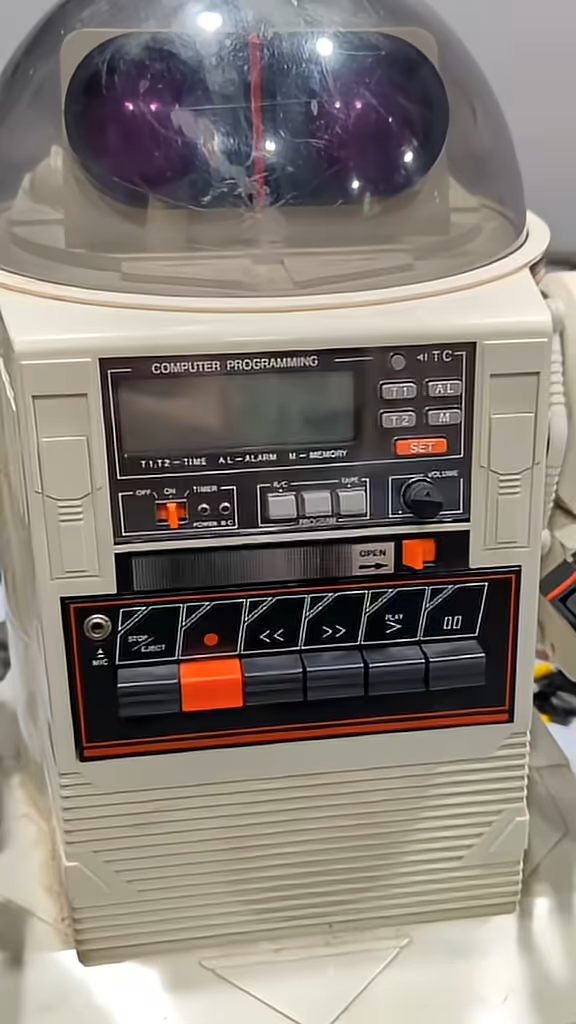 COMPUTER PROGRAMMING
TC
T1 AL
T2 M
SET
T1,T2-TIME AL-ALARM M-MEMORY
OFF ON TIMER
POWER B.C
R/C TAPE
PROGRAM
VOLUME
OPEN
MIC
STOP
/EJECT
<< >>
PLAY
>